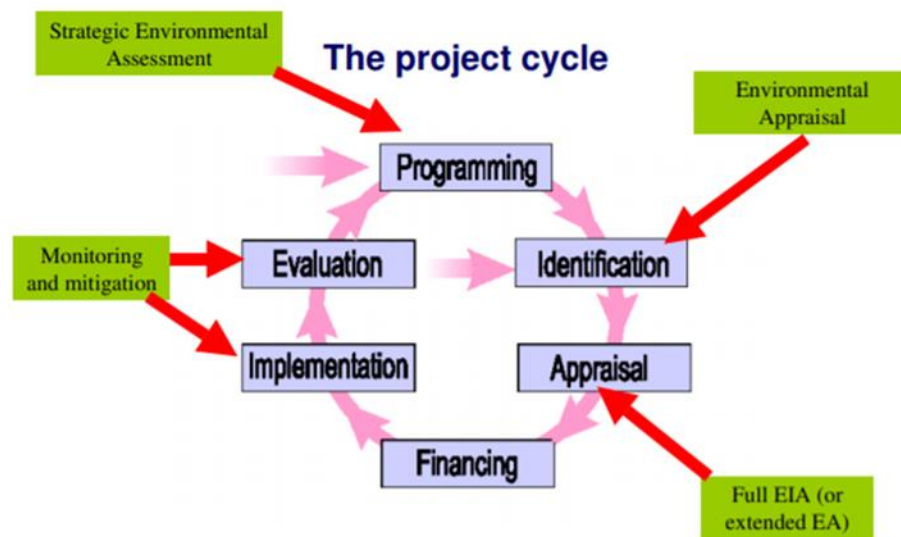 Strategic Environmental
Assessment
The project cycle
Environmental
Appraisal
Programming
Monitoring
and mitigation
Evaluation
Identification
Implementation
Appraisal
Financing
Full EIA (or
extended EA)